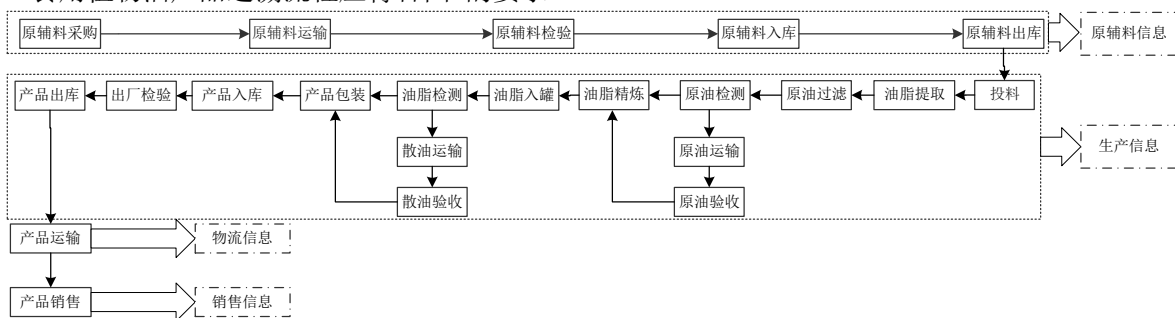 原辅料采购 原辅料运输 原辅料检验 原辅料入库 原辅料出库 原辅料信息
产品出库 出厂检验 产品入库 产品包装 油脂检测 油脂入罐 油脂精炼 原油检测 原油过滤 油脂提取 投料
散油运输 原油运输 生产信息
散油验收 原油验收
产品运输 物流信息
产品销售 销售信息